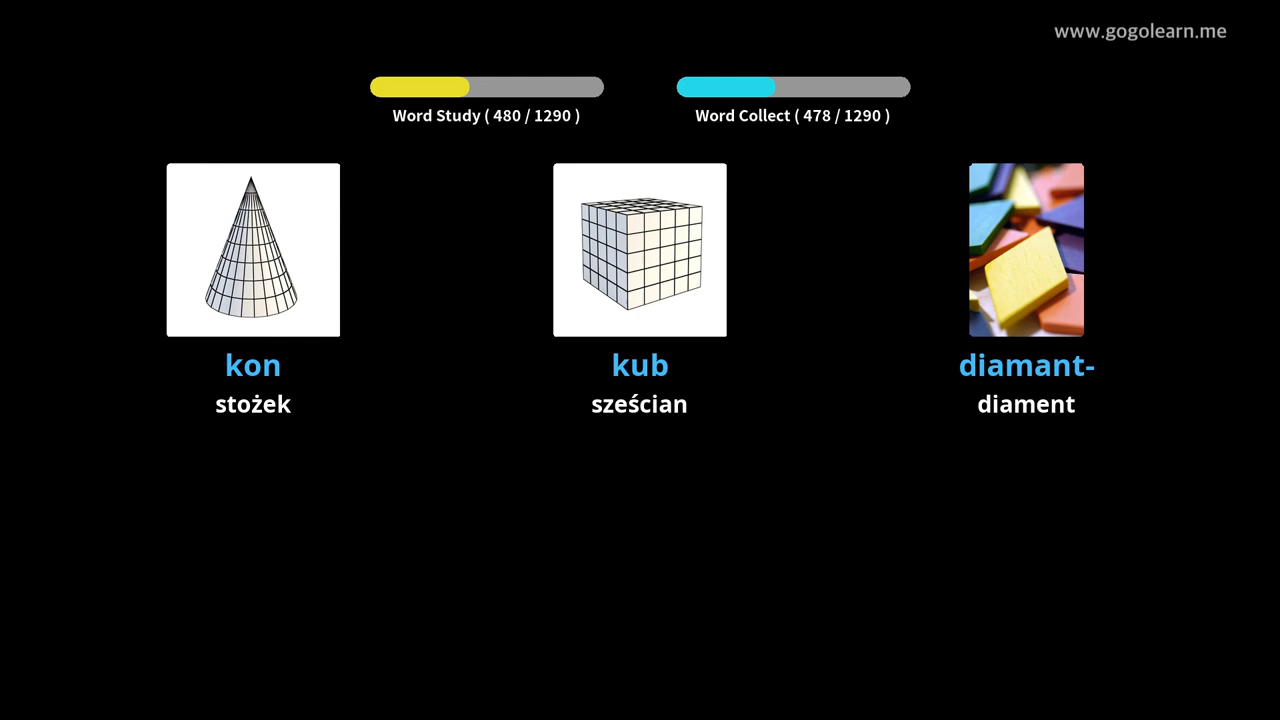 www.gogolearn.me
Word Study ( 480 / 1290 )
Word Collect ( 478 / 1290 )
kon
stożek
kub
sześcian
diamant-
diament